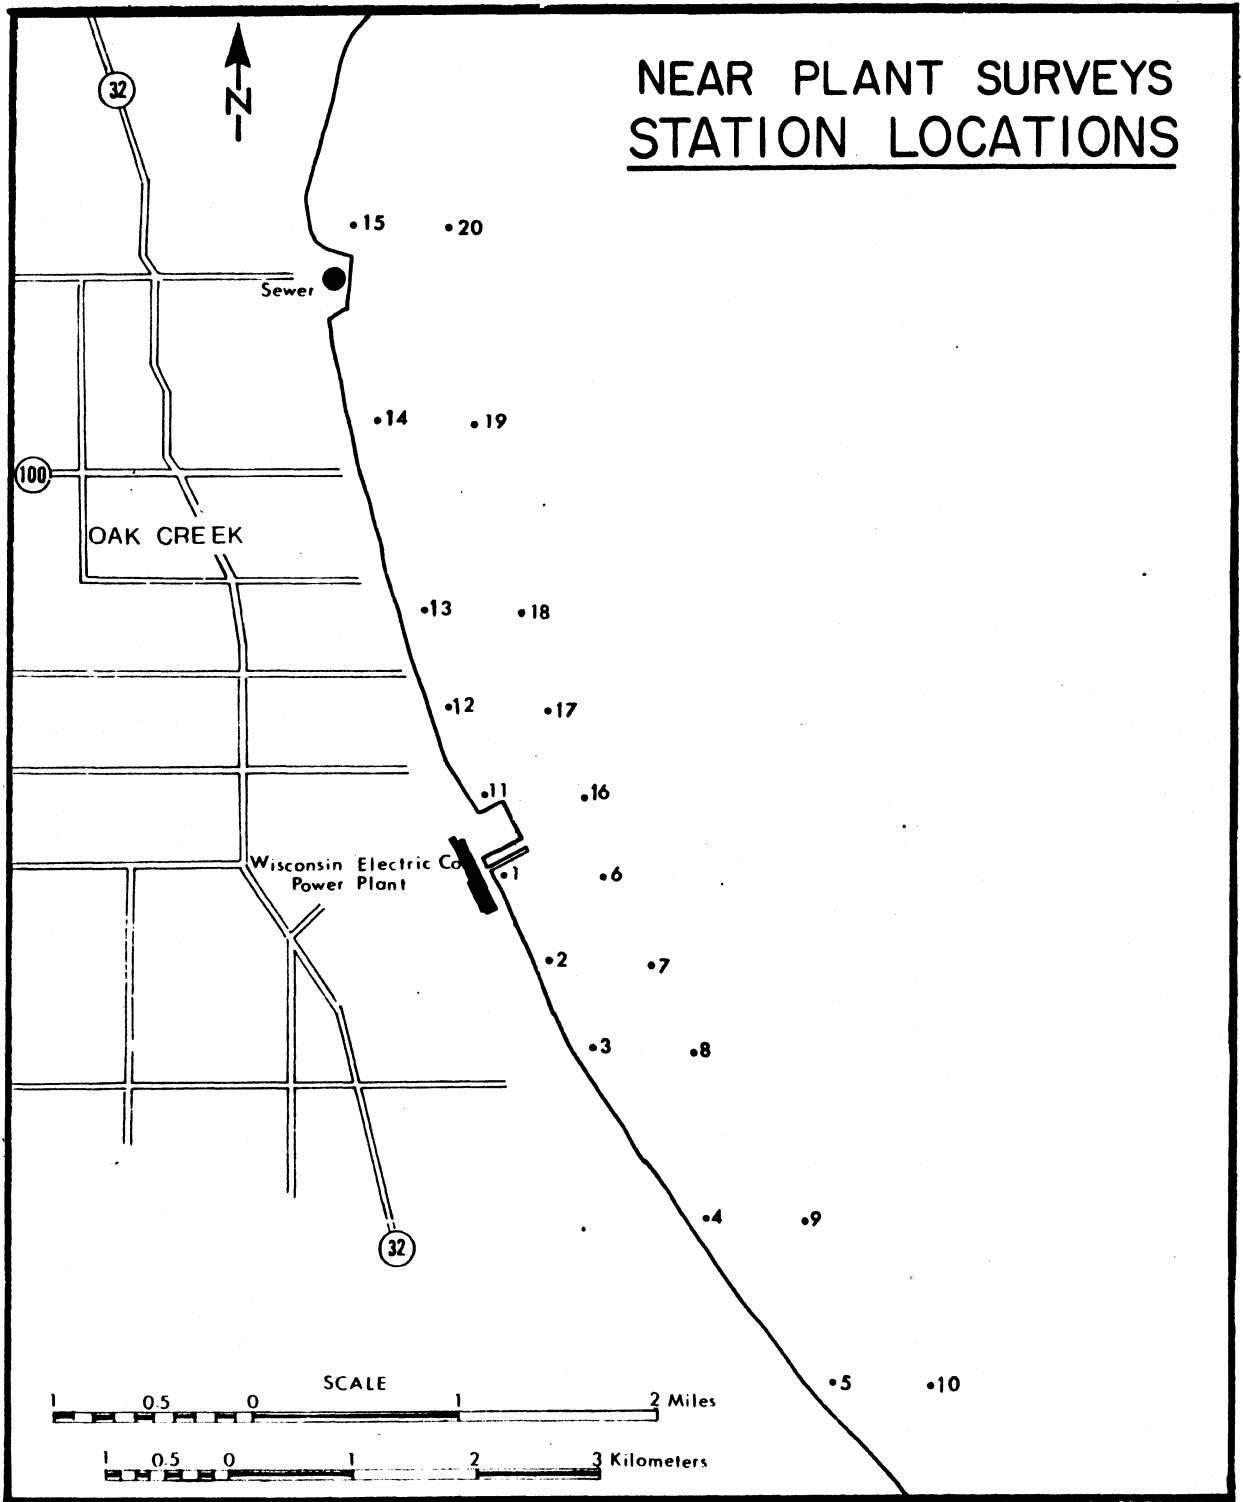 NEAR PLANT SURVEYS
STATION LOCATIONS
32
N
15 20
Sewer
14 19
100
OAK CREEK
13 18
12 17
11 16
Wisconsin Electric Co
Power Plant
1 6
2 7
3 8
4 9
32
5 10
SCALE
1 0.5 0 1 2 Miles
1 0.5 0 1 2 3 Kilometers